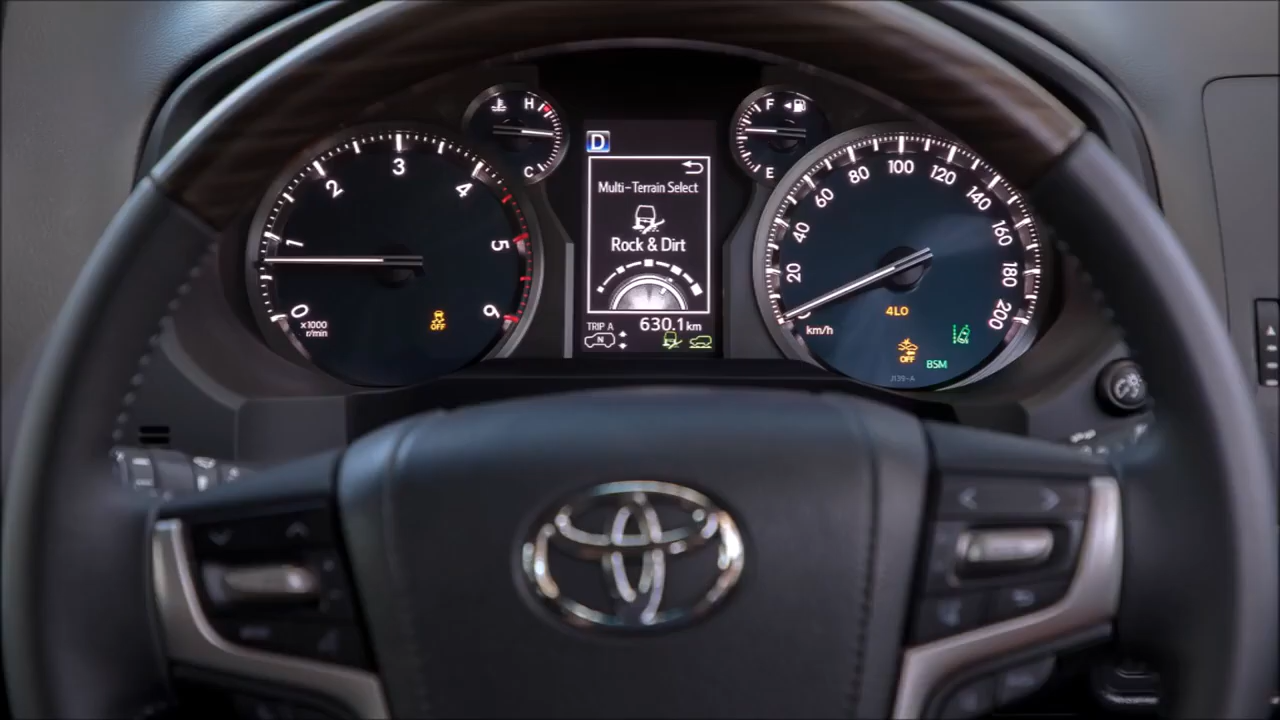 H
C
F
E
D
0
1
2
3
4
5
6
x1000
r/min
OFF
Multi-Terrain Select
Rock & Dirt
TRIP A
630.1 km
N
20
40
60
80
100
120
140
160
180
200
km/h
4LO
OFF
BSM
J139-A